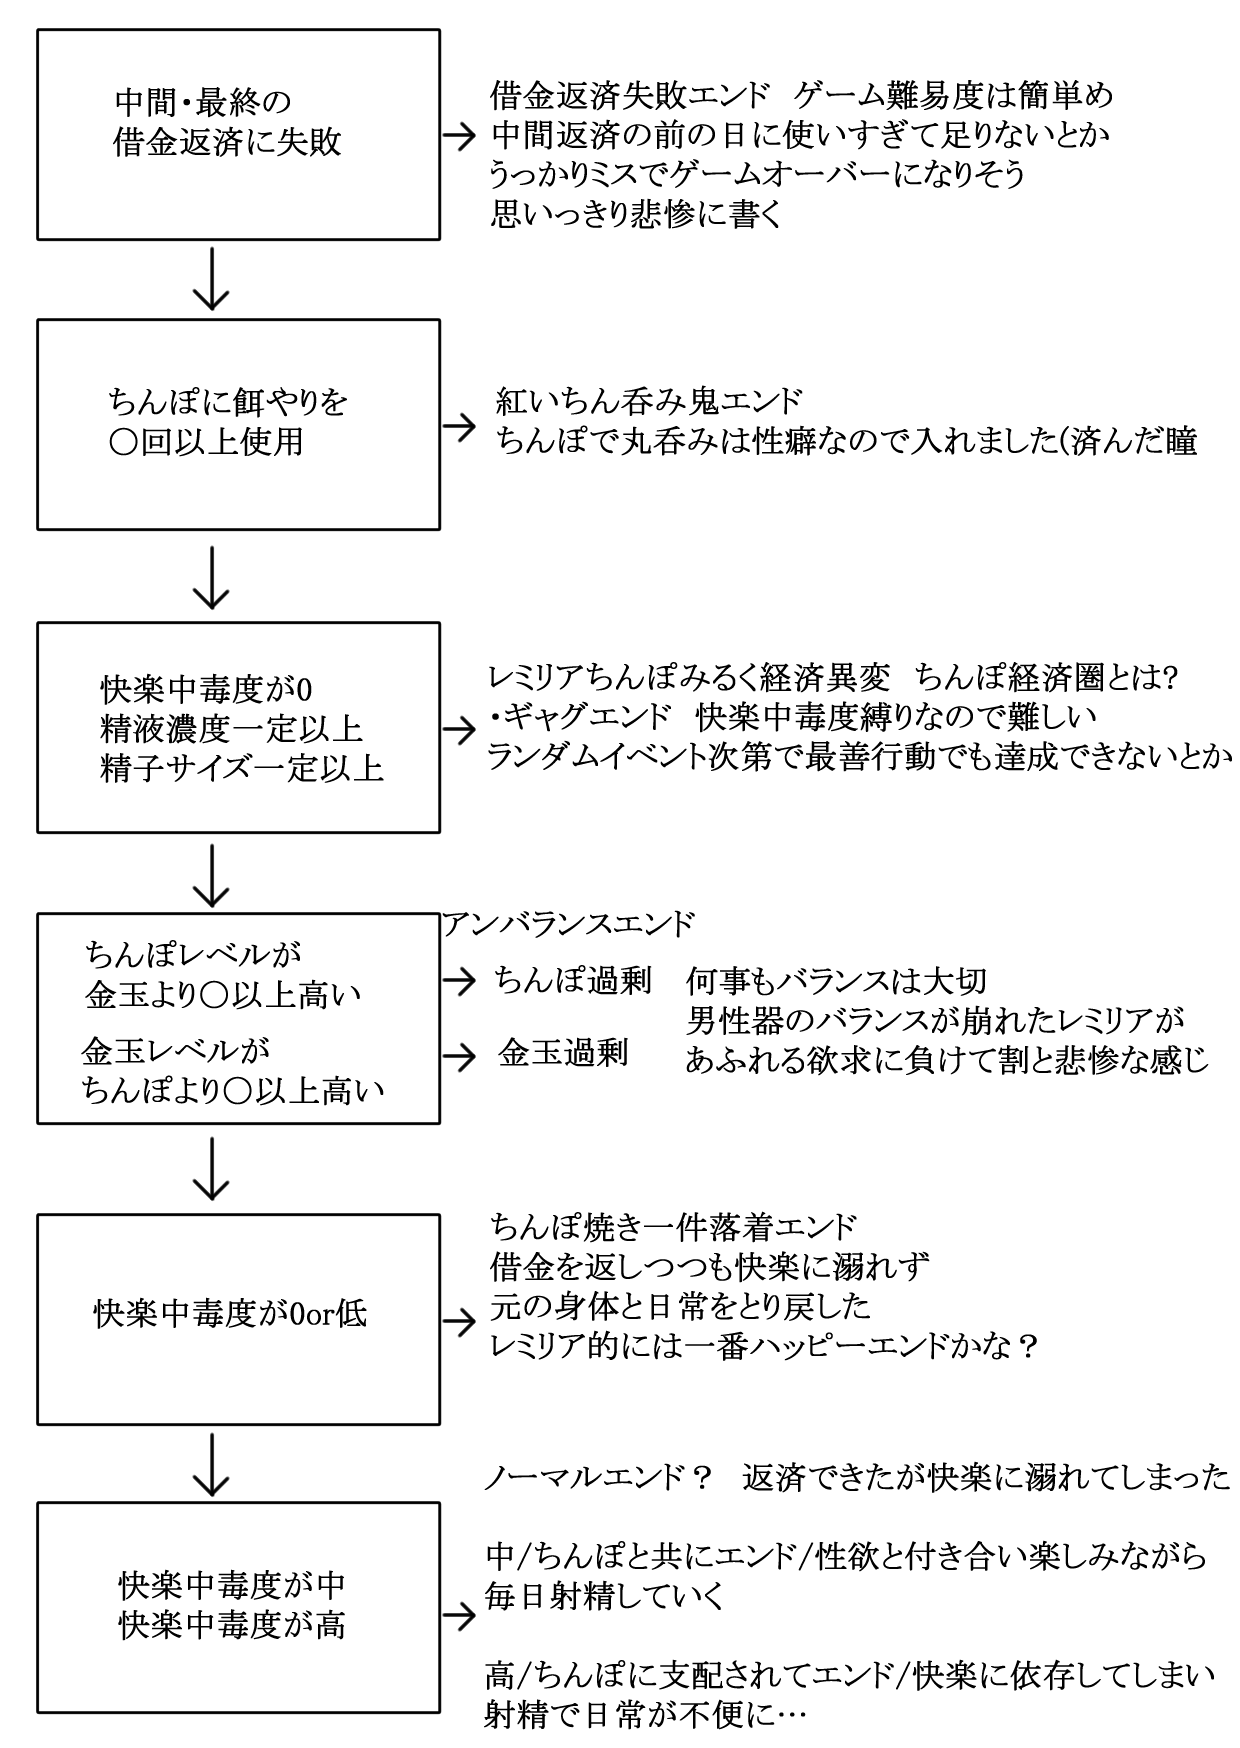 中間・最終の
借金返済に失敗
借金返済失敗エンド　ゲーム難易度は簡単め
中間返済の前の日に使いすぎて足りないとか
うっかりミスでゲームオーバーになりそう
思いっきり悲惨に書く
ちんぽに餌やりを
〇回以上使用
紅いちん呑み鬼エンド
ちんぽで丸呑みは性癖なので入れました(済んだ瞳
快楽中毒度が0
精液濃度一定以上
精子サイズ一定以上
レミリアちんぽみるく経済異変　ちんぽ経済圏とは?
・ギャグエンド　快楽中毒度縛りなので難しい
ランダムイベント次第で最善行動でも達成できないとか
アンバランスエンド
ちんぽレベルが
金玉より〇以上高い
金玉レベルが
ちんぽより〇以上高い
ちんぽ過剰　何事もバランスは大切
男性器のバランスが崩れたレミリアが
金玉過剰　あふれる欲求に負けて割と悲惨な感じ
快楽中毒度が0or低
ちんぽ焼き一件落着エンド
借金を返しつつも快楽に溺れず
元の身体と日常をとり戻した
レミリア的には一番ハッピーエンドかな？
快楽中毒度が中
快楽中毒度が高
ノーマルエンド？　返済できたが快楽に溺れてしまった
中/ちんぽと共にエンド/性欲と付き合い楽しみながら
毎日射精していく
高/ちんぽに支配されてエンド/快楽に依存してしまい
射精で日常が不便に…